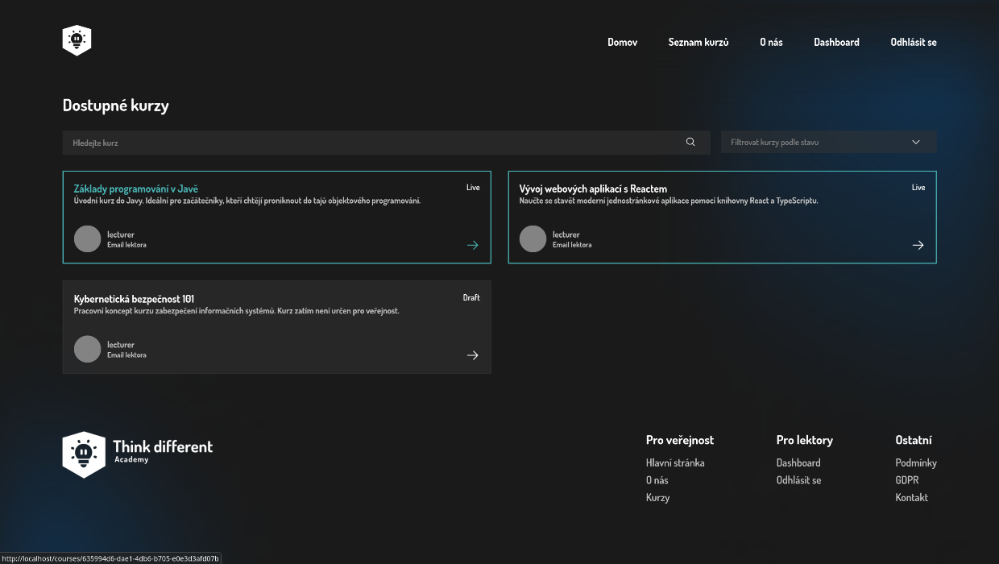 Domov
Seznam kurzů
O nás
Dashboard
Odhlásit se
Dostupné kurzy
Hledejte kurz
Filtrovat kurzy podle stavu
Základy programování v Javě
Live
Úvodní kurz do Javy. Ideální pro začátečníky, kteří chtějí proniknout do tajů objektového programování.
lecturer
Email lektora
Vývoj webových aplikací s Reactem
Live
Naučte se stavět moderní jednostránkové aplikace pomocí knihovny React a TypeScriptu.
lecturer
Email lektora
Kybernetická bezpečnost 101
Draft
Pracovní koncept kurzu zabezpečení informačních systémů. Kurz zatím není určen pro veřejnost.
lecturer
Email lektora
Think different
Academy
Pro veřejnost
Hlavní stránka
O nás
Kurzy
Pro lektory
Dashboard
Odhlásit se
Ostatní
Podmínky
GDPR
Kontakt
http://localhost/courses/635994d6-dae1-4db6-b705-e0e3d3afd07b